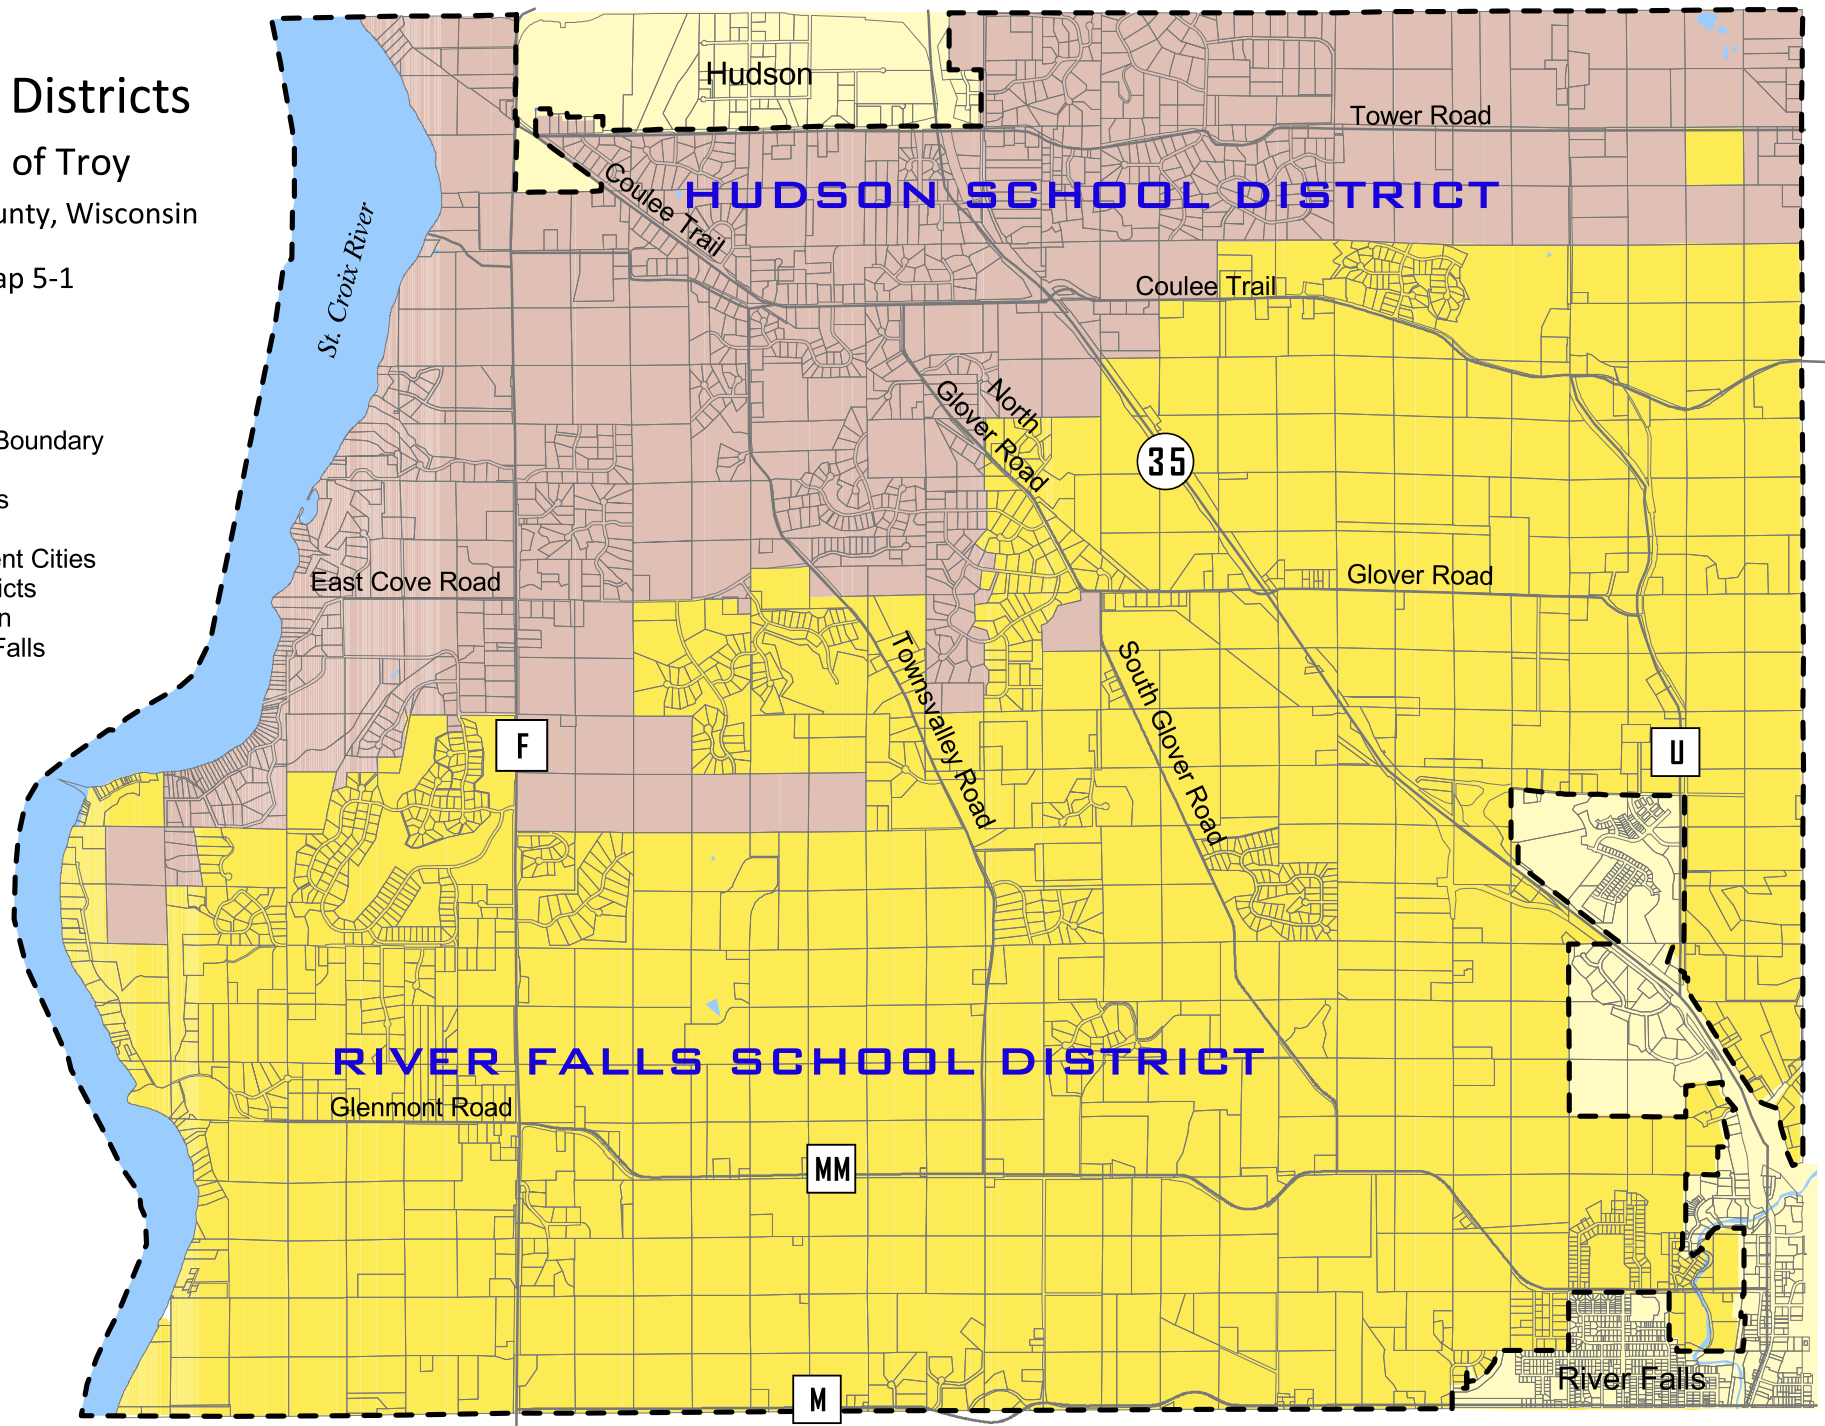 Districts
of Troy
unty, Wisconsin
ap 5-1
Boundary
s
ent Cities
icts
n
Falls
Hudson
Tower Road
HUDSON SCHOOL DISTRICT
Coulee Trail
St. Croix River
Coulee Trail
North
Glover Road
35
East Cove Road
Glover Road
Townsvalley Road
South Glover Road
F
U
RIVER FALLS SCHOOL DISTRICT
Glenmont Road
MM
River Falls
M